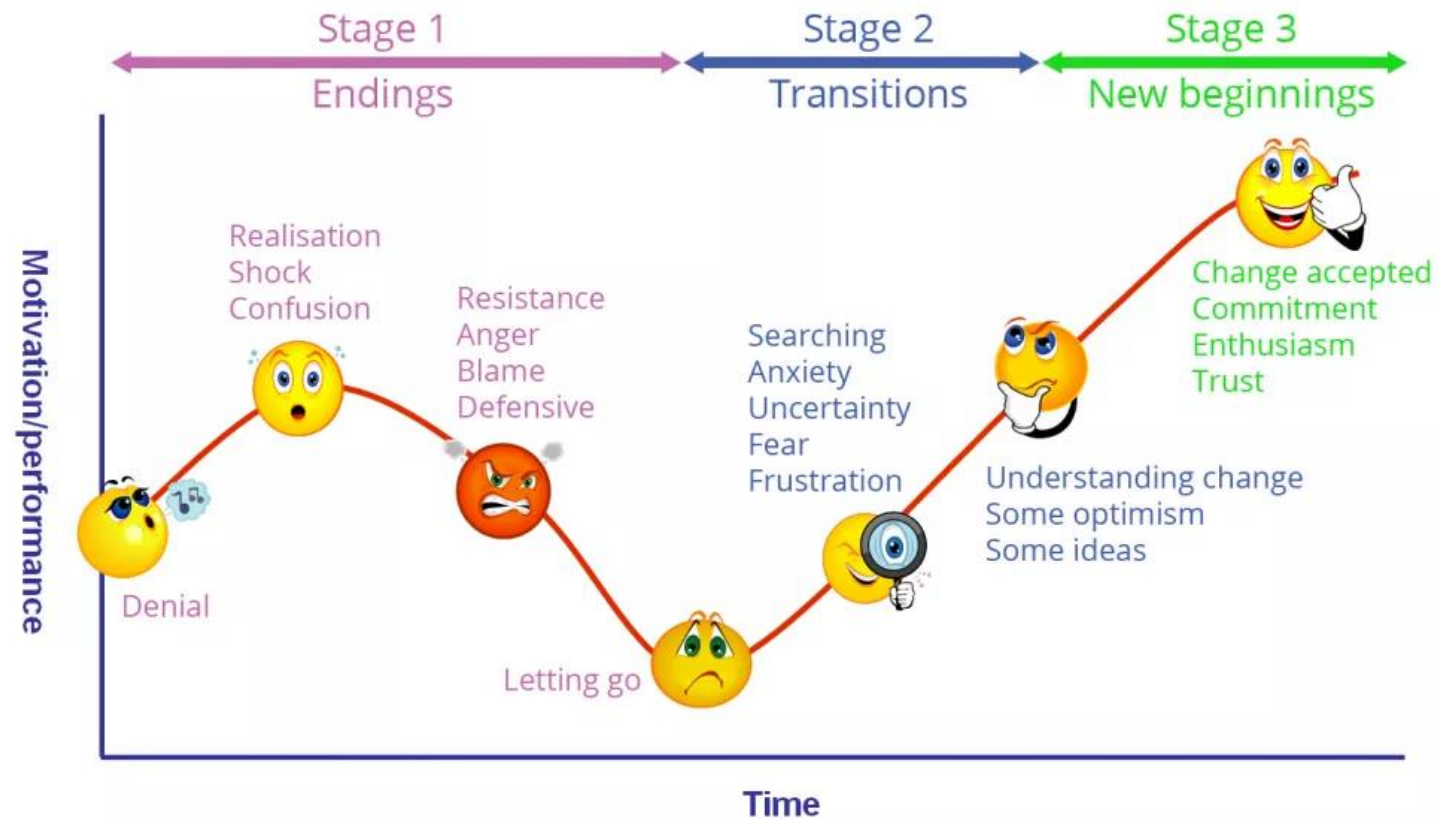 Stage 1
Endings
Stage 2
Transitions
Stage 3
New beginnings
Motivation/performance
Denial
Realisation
Shock
Confusion
Resistance
Anger
Blame
Defensive
Letting go
Searching
Anxiety
Uncertainty
Fear
Frustration
Understanding change
Some optimism
Some ideas
Change accepted
Commitment
Enthusiasm
Trust
Time